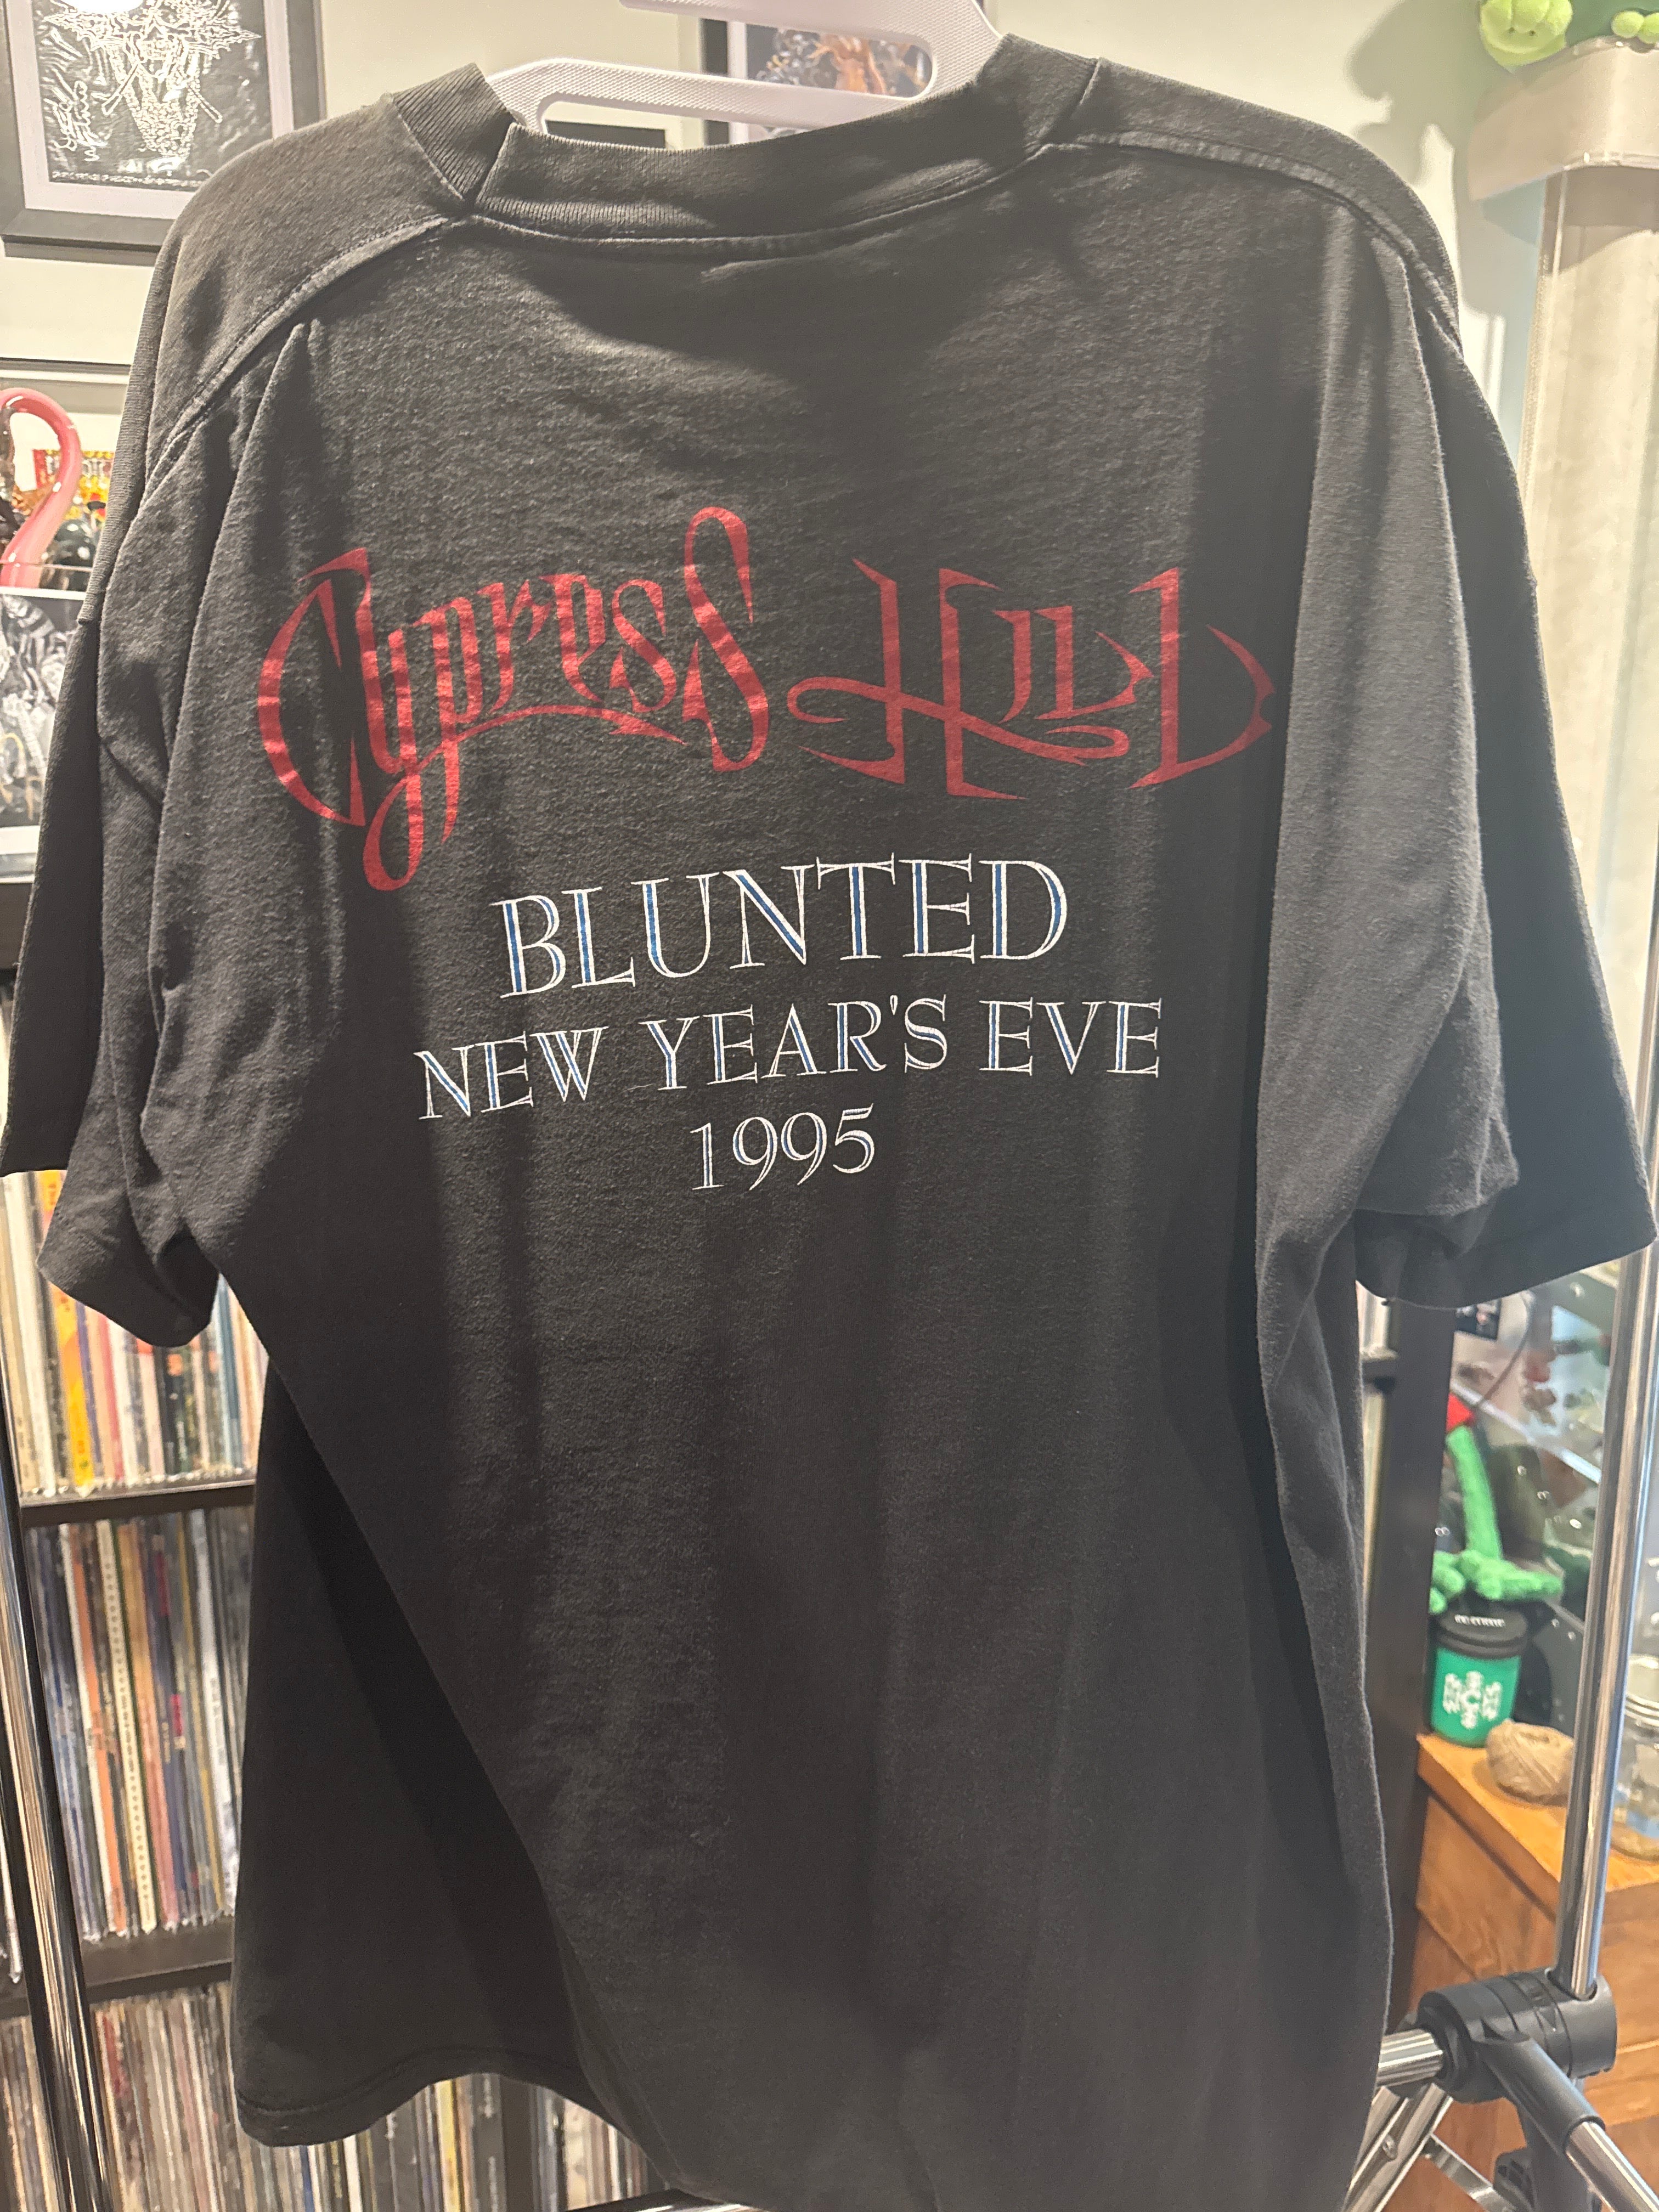 Cypress Hill
BLUNTED
NEW YEAR'S EVE
1995